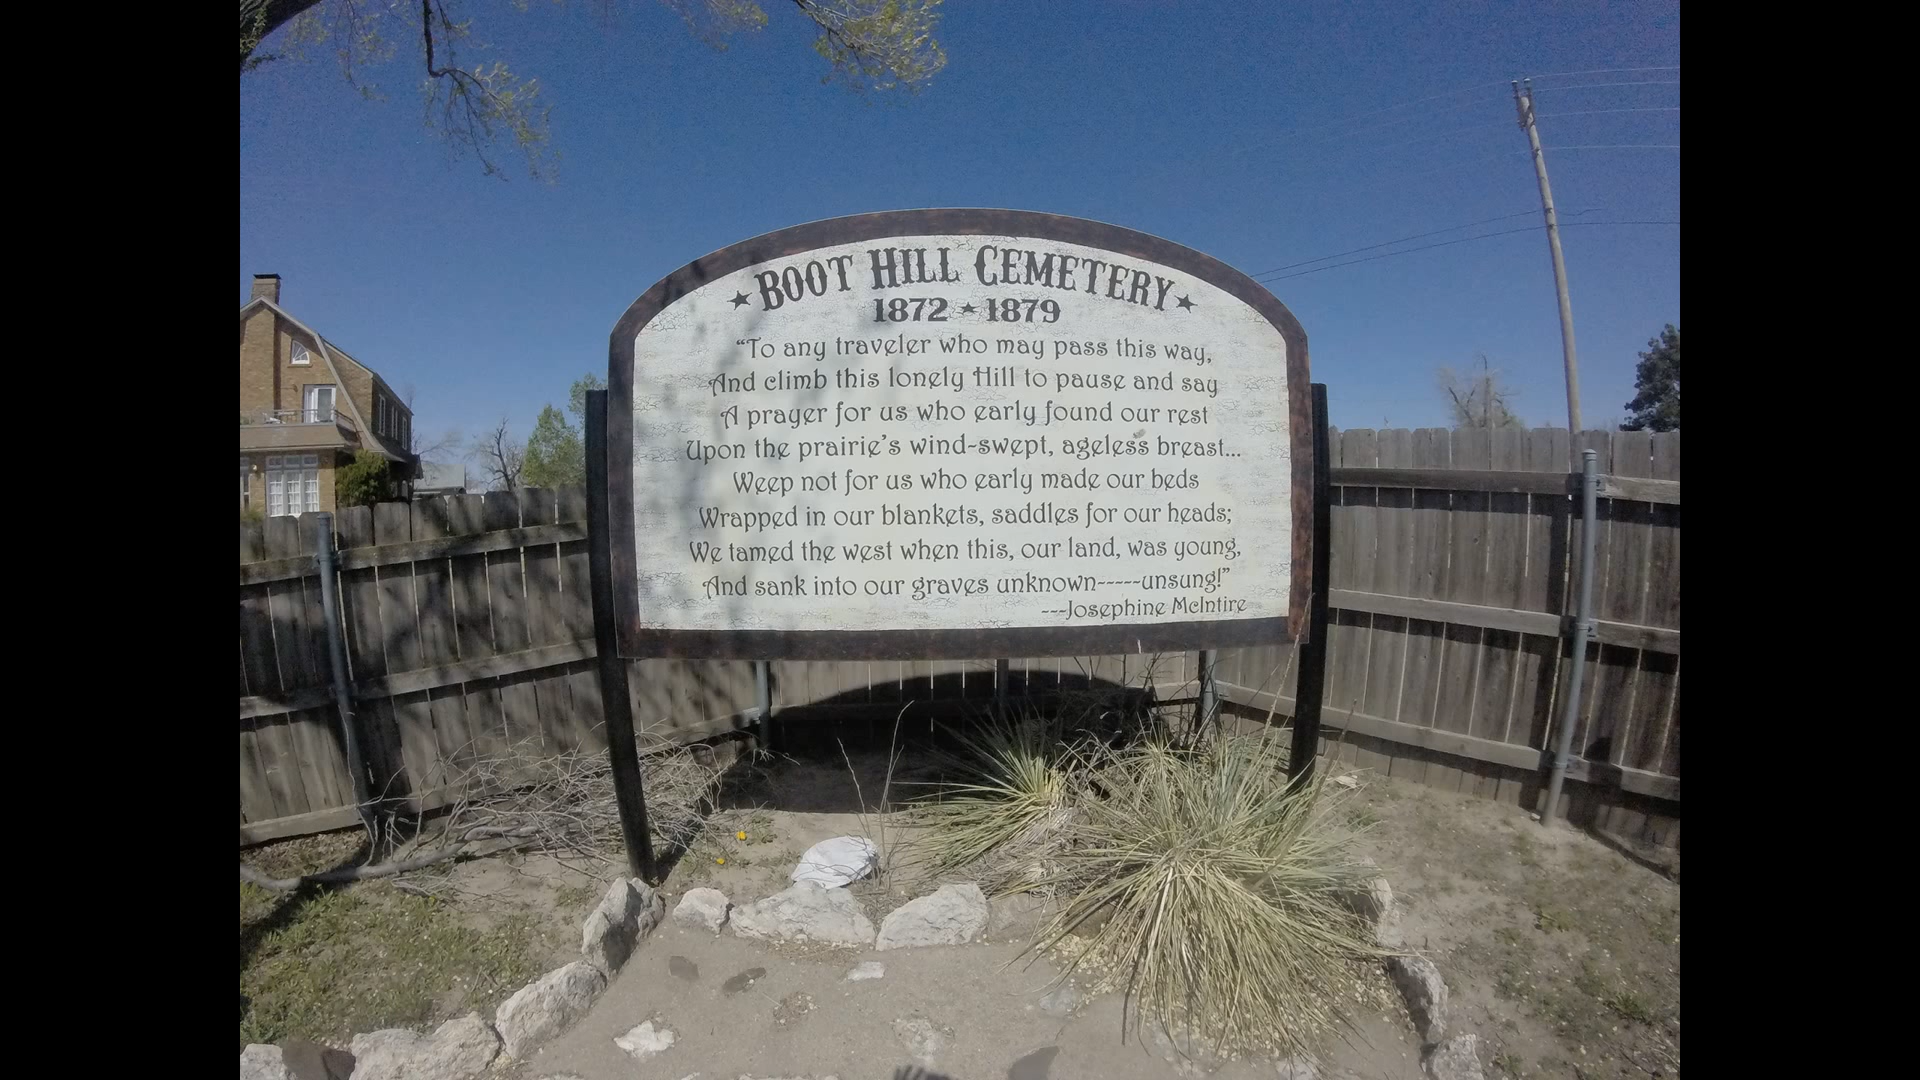 ★BOOT HILL CEMETERY★
1872 ★ 1879
“To any traveler who may pass this way,
And climb this lonely Hill to pause and say
A prayer for us who early found our rest
Upon the prairie’s wind-swept, ageless breast...
Weep not for us who early made our beds
Wrapped in our blankets, saddles for our heads;
We tamed the west when this, our land, was young,
And sank into our graves unknown-----unsung!”
---Josephine McIntire